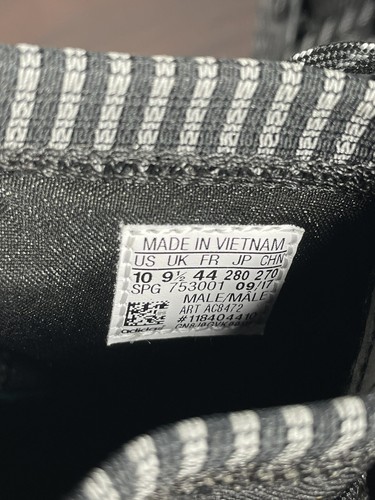 MADE IN VIETNAM
US UK FR JP CHN
10 9½ 44 280 270
SPG 753001 09/17
MALE/MALE
ART AC8472
adidas